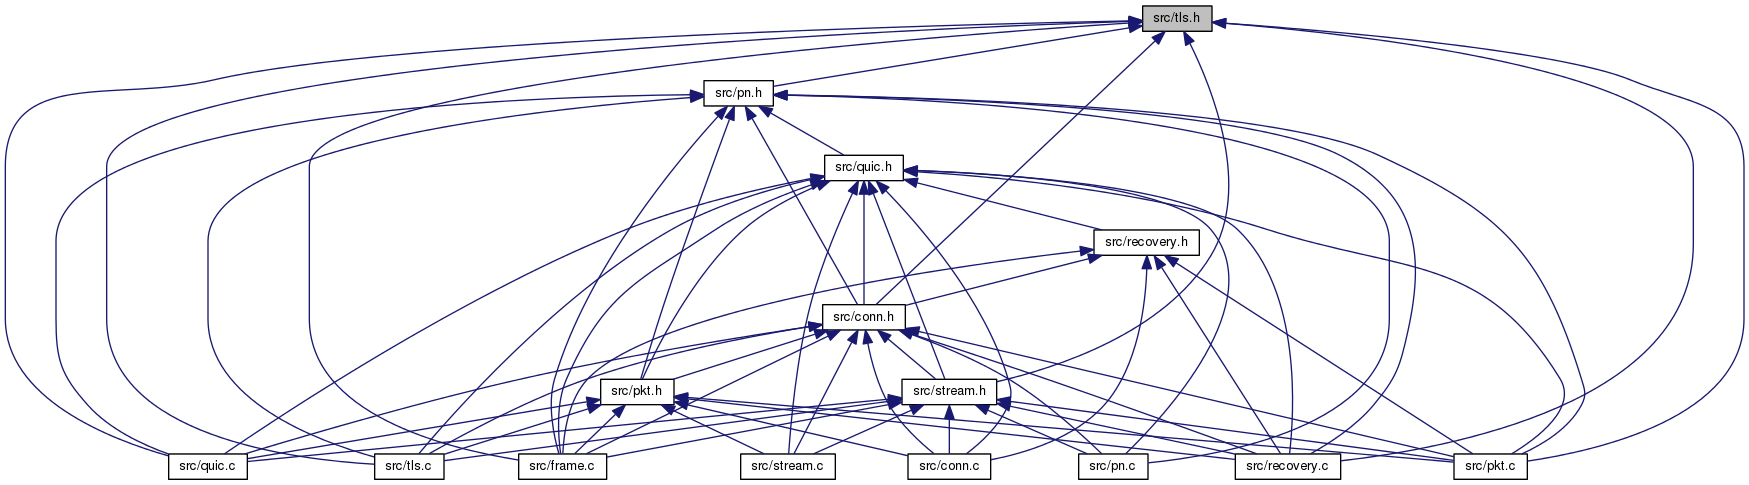 src/tls.h
src/pn.h
src/quic.h
src/recovery.h
src/conn.h
src/pkt.h
src/stream.h
src/quic.c
src/tls.c
src/frame.c
src/stream.c
src/conn.c
src/pn.c
src/recovery.c
src/pkt.c